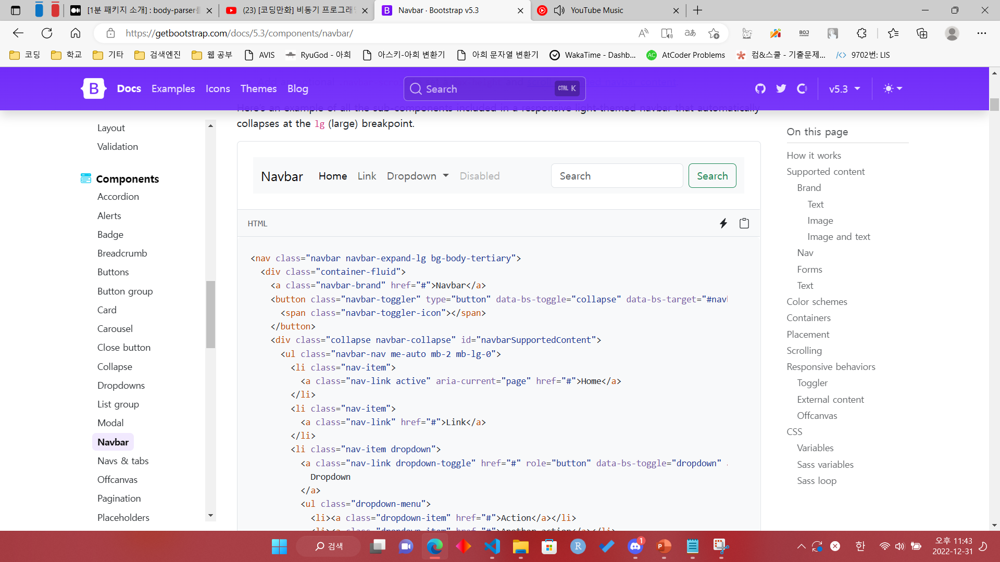 [1분 패키지 소개] : body-parser
(23) [코딩만화] 비동기 프로그래
Navbar · Bootstrap v5.3
YouTube Music
https://getbootstrap.com/docs/5.3/components/navbar/
코딩
학교
기타
검색엔진
웹 공부
AVIS
RyuGod - 아희
아스키-아희 변환기
아희 문자열 변환기
WakaTime - Dashb...
AtCoder Problems
컴&스쿨 - 기출문제...
9702번: LIS
B
Docs
Examples
Icons
Themes
Blog
Search
CTRL K
v5.3
Here's an example of all the sub-components included in a responsive light-themed navbar that automatically
collapses at the lg (large) breakpoint.
Layout
Validation
Components
Accordion
Alerts
Badge
Breadcrumb
Buttons
Button group
Card
Carousel
Close button
Collapse
Dropdowns
List group
Modal
Navbar
Navs & tabs
Offcanvas
Pagination
Placeholders
Navbar
Home
Link
Dropdown
Disabled
Search
Search
HTML
<nav class="navbar navbar-expand-lg bg-body-tertiary">
<div class="container-fluid">
<a class="navbar-brand" href="#">Navbar</a>
<button class="navbar-toggler" type="button" data-bs-toggle="collapse" data-bs-target="#nav
<span class="navbar-toggler-icon"></span>
</button>
<div class="collapse navbar-collapse" id="navbarSupportedContent">
<ul class="navbar-nav me-auto mb-2 mb-lg-0">
<li class="nav-item">
<a class="nav-link active" aria-current="page" href="#">Home</a>
</li>
<li class="nav-item">
<a class="nav-link" href="#">Link</a>
</li>
<li class="nav-item dropdown">
<a class="nav-link dropdown-toggle" href="#" role="button" data-bs-toggle="dropdown"
Dropdown
</a>
<ul class="dropdown-menu">
<li><a class="dropdown-item" href="#">Action</a></li>
<li><a class="dropdown-item" href="#">Another action</a></li>
On this page
How it works
Supported content
Brand
Text
Image
Image and text
Nav
Forms
Text
Color schemes
Containers
Placement
Scrolling
Responsive behaviors
Toggler
External content
Offcanvas
CSS
Variables
Sass variables
Sass loop
검색
1
한
오후 11:43
2022-12-31